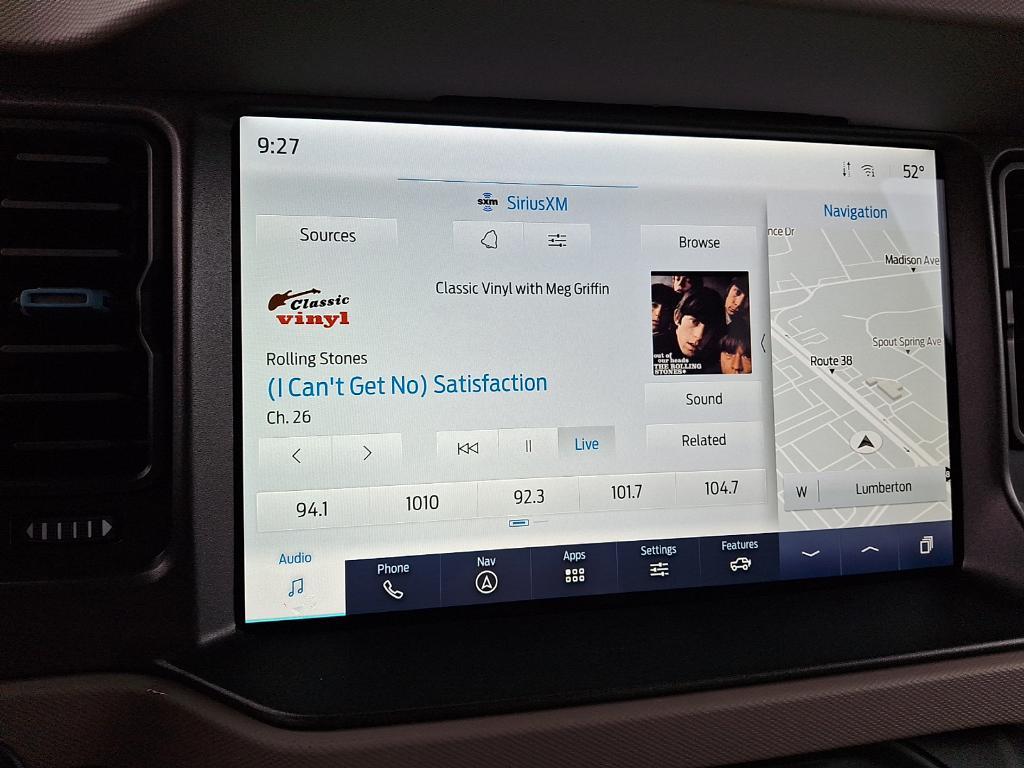 9:27
52°
sxm SiriusXM
Navigation
Sources
Browse
nce Dr
Madison Ave
Classic
vinyl
Classic Vinyl with Meg Griffin
out of
our heads
THE ROLLING
STONES
Spout Spring Ave
Route 38
Rolling Stones
(I Can't Get No) Satisfaction
Ch. 26
Sound
Live
Related
94.1
1010
92.3
101.7
104.7
W
Lumberton
Audio
Phone
Nav
Apps
Settings
Features